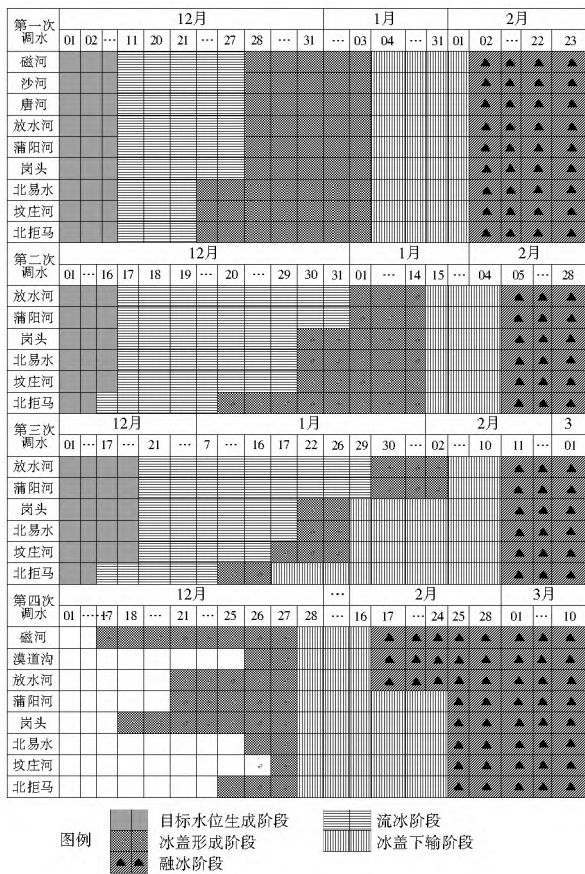 第一次调水 12月 1月 2月
01 02 ··· 11 20 21 ··· 27 28 ··· 31 ··· 03 04 ··· 31 01 02 ··· 22 23
磁河
沙河
唐河
放水河
蒲阳河
岗头
北易水
坟庄河
北拒马
第二次调水 12月 1月 2月
01 ··· 16 17 18 19 ··· 20 ··· 29 30 31 01 ··· 14 15 ··· 04 05 ··· 28
放水河
蒲阳河
岗头
北易水
坟庄河
北拒马
第三次调水 12月 1月 2月 3
01 ··· 17 ··· 21 ··· 7 ··· 16 17 22 26 29 30 ··· 02 ··· 10 11 ··· 01
放水河
蒲阳河
岗头
北易水
坟庄河
北拒马
第四次调水 12月 ··· 2月 3月
01 ··· 17 18 ··· 21 ··· 25 26 27 28 ··· 16 17 ··· 24 25 28 01 ··· 10
磁河
漠道沟
放水河
蒲阳河
岗头
北易水
坟庄河
北拒马
图例
目标水位生成阶段 流冰阶段
冰盖形成阶段 冰盖下输阶段
融冰阶段